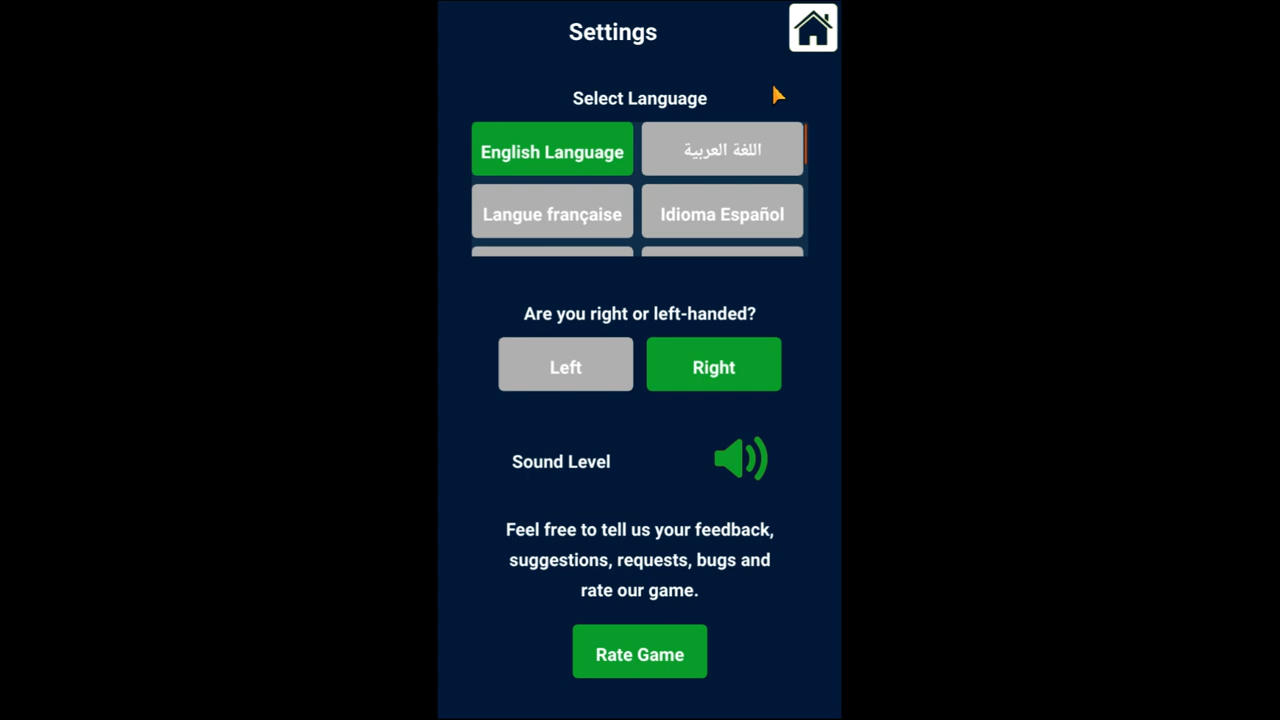 Settings
Select Language
English Language
اللغة العربية
Langue française
Idioma Español
Are you right or left-handed?
Left
Right
Sound Level
Feel free to tell us your feedback,
suggestions, requests, bugs and
rate our game.
Rate Game